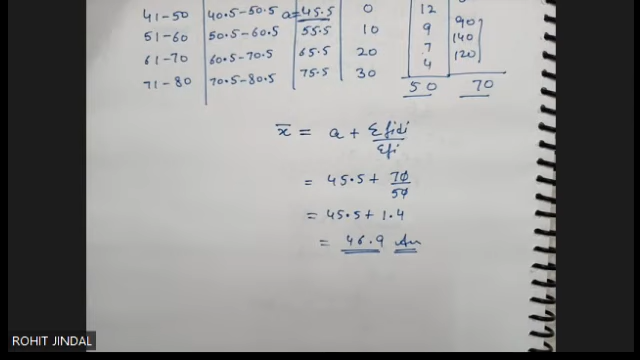 41-50 40.5-50.5 a=45.5 0 12
51-60 50.5-60.5 55.5 10 9 90
61-70 60.5-70.5 65.5 20 7 140
71-80 70.5-80.5 75.5 30 4 120
50 70
x̄ = a + Σfidi/Σfi
= 45.5 + 70/50
= 45.5 + 1.4
= 46.9 Ans
ROHIT JINDAL